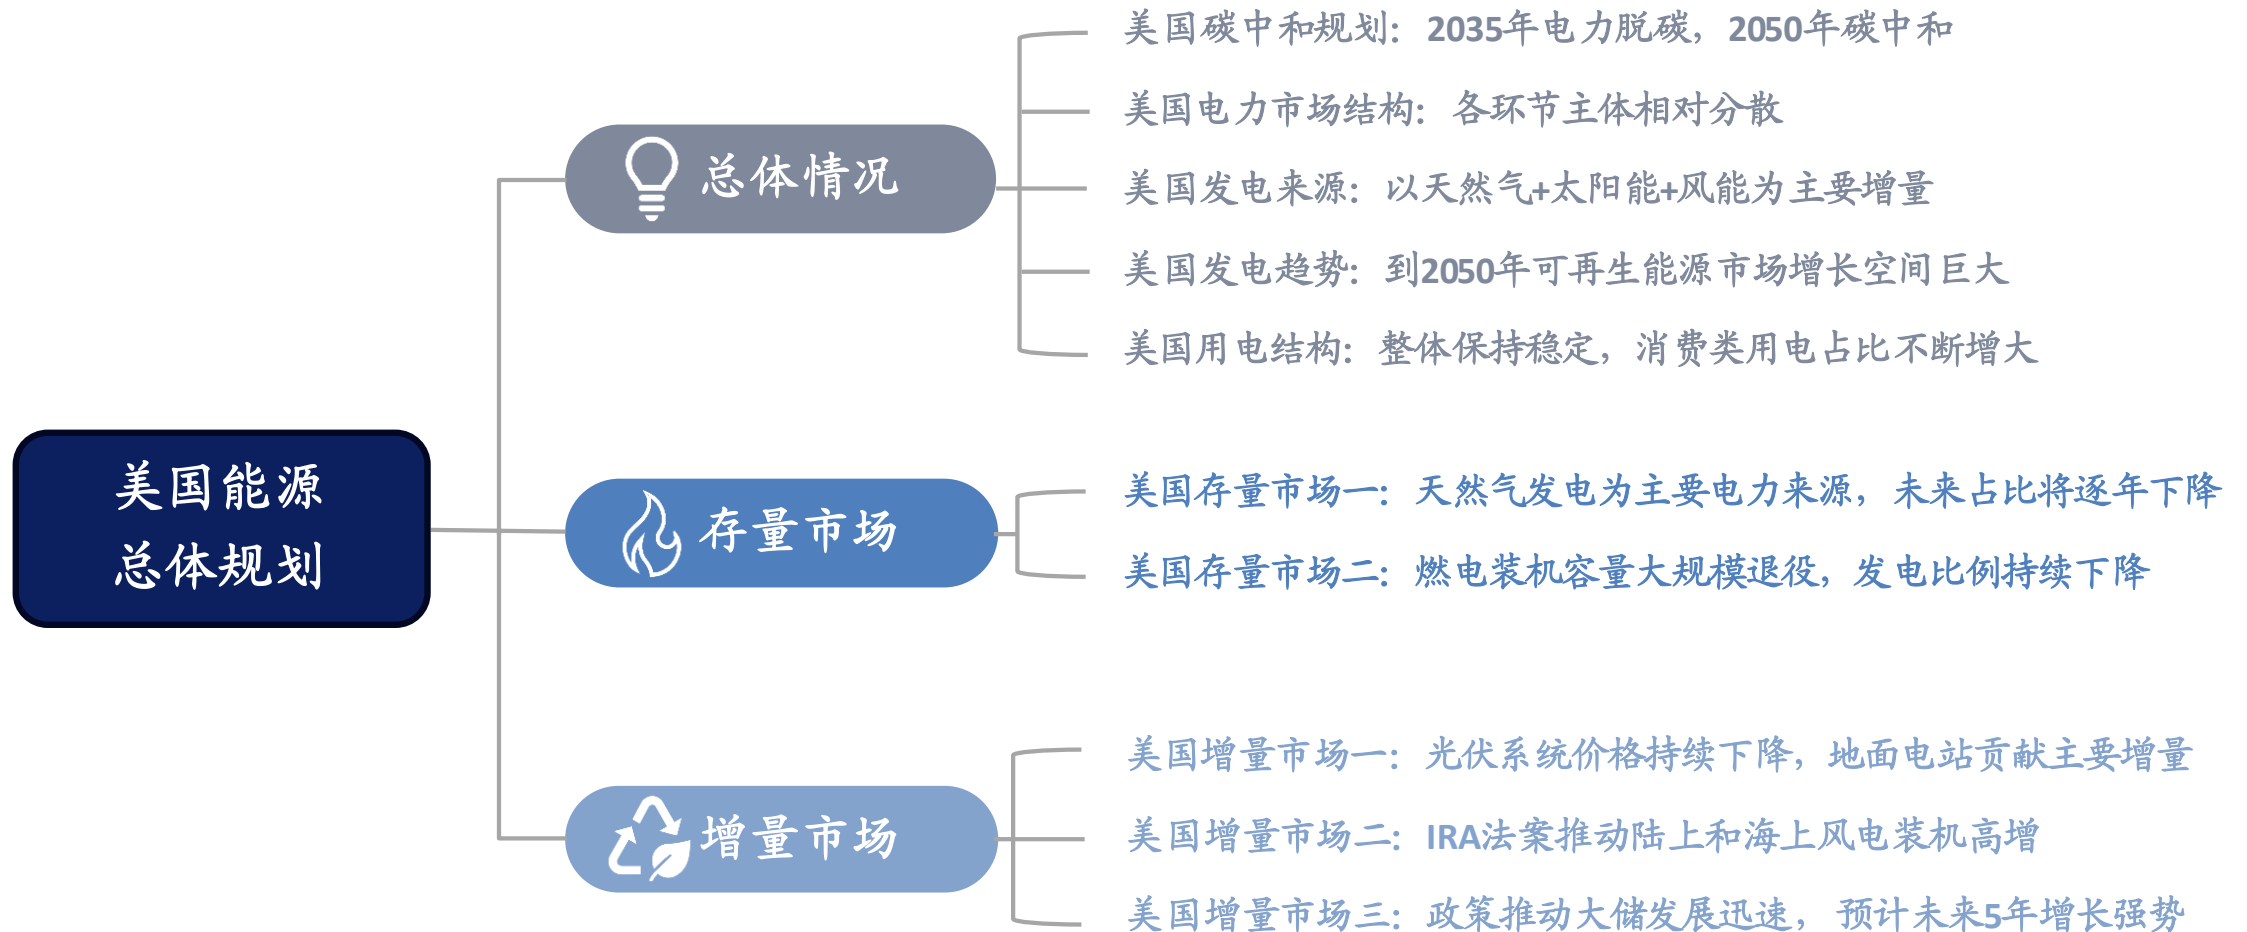 美国能源
总体规划
总体情况
美国碳中和规划：2035年电力脱碳，2050年碳中和
美国电力市场结构：各环节主体相对分散
美国发电来源：以天然气+太阳能+风能为主要增量
美国发电趋势：到2050年可再生能源市场增长空间巨大
美国用电结构：整体保持稳定，消费类用电占比不断增大
存量市场
美国存量市场一：天然气发电为主要电力来源，未来占比将逐年下降
美国存量市场二：燃电装机容量大规模退役，发电比例持续下降
增量市场
美国增量市场一：光伏系统价格持续下降，地面电站贡献主要增量
美国增量市场二：IRA法案推动陆上和海上风电装机高增
美国增量市场三：政策推动大储发展迅速，预计未来5年增长强势